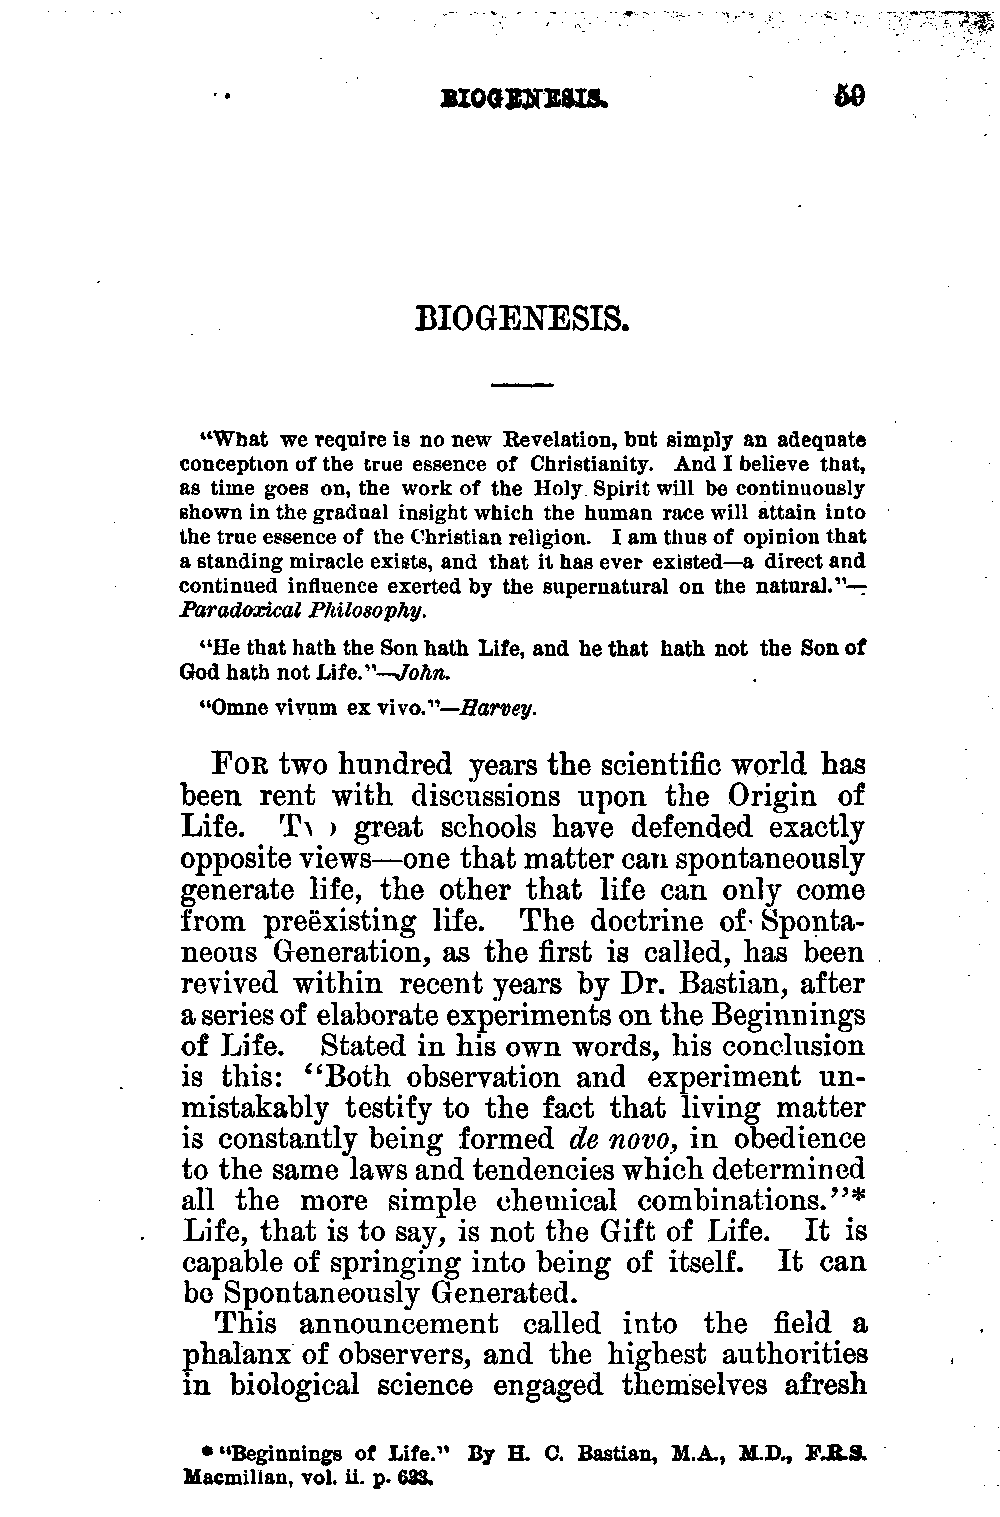 BIOGENESIS. 59
BIOGENESIS.
“What we require is no new Revelation, but simply an adequate
conception of the true essence of Christianity. And I believe that,
as time goes on, the work of the Holy Spirit will be continuously
shown in the gradual insight which the human race will attain into
the true essence of the Christian religion. I am thus of opinion that
a standing miracle exists, and that it has ever existed—a direct and
continued influence exerted by the supernatural on the natural.”—
Paradoxical Philosophy.
“He that hath the Son hath Life, and he that hath not the Son of
God hath not Life.”—John.
“Omne vivum ex vivo.”—Harvey.
FOR two hundred years the scientific world has
been rent with discussions upon the Origin of
Life. great schools have defended exactly
opposite views—one that matter can spontaneously
generate life, the other that life can only come
from preëxisting life. The doctrine of Sponta-
neous Generation, as the first is called, has been
revived within recent years by Dr. Bastian, after
a series of elaborate experiments on the Beginnings
of Life. Stated in his own words, his conclusion
is this: “Both observation and experiment un-
mistakably testify to the fact that living matter
is constantly being formed de novo, in obedience
to the same laws and tendencies which determined
all the more simple chemical combinations.”*
Life, that is to say, is not the Gift of Life. It is
capable of springing into being of itself. It can
be Spontaneously Generated.
This announcement called into the field a
phalanx of observers, and the highest authorities
in biological science engaged themselves afresh
* “Beginnings of Life.” By H. C. Bastian, M.A., M.D., F.R.S.
Macmillan, vol. ii. p. 633.